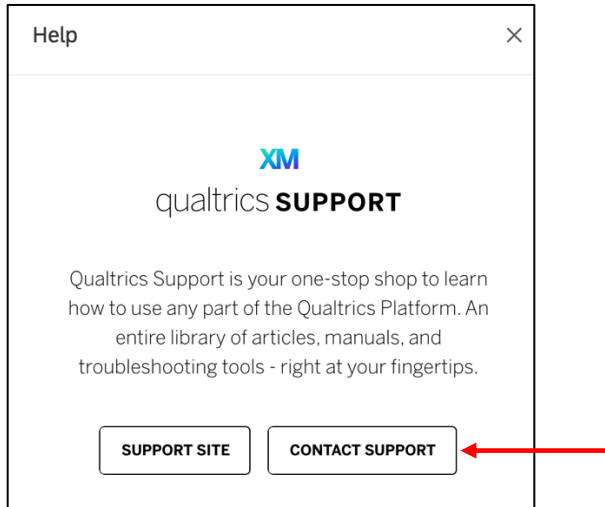 Help
XM
qualtrics SUPPORT
Qualtrics Support is your one-stop shop to learn
how to use any part of the Qualtrics Platform. An
entire library of articles, manuals, and
troubleshooting tools - right at your fingertips.
SUPPORT SITE CONTACT SUPPORT